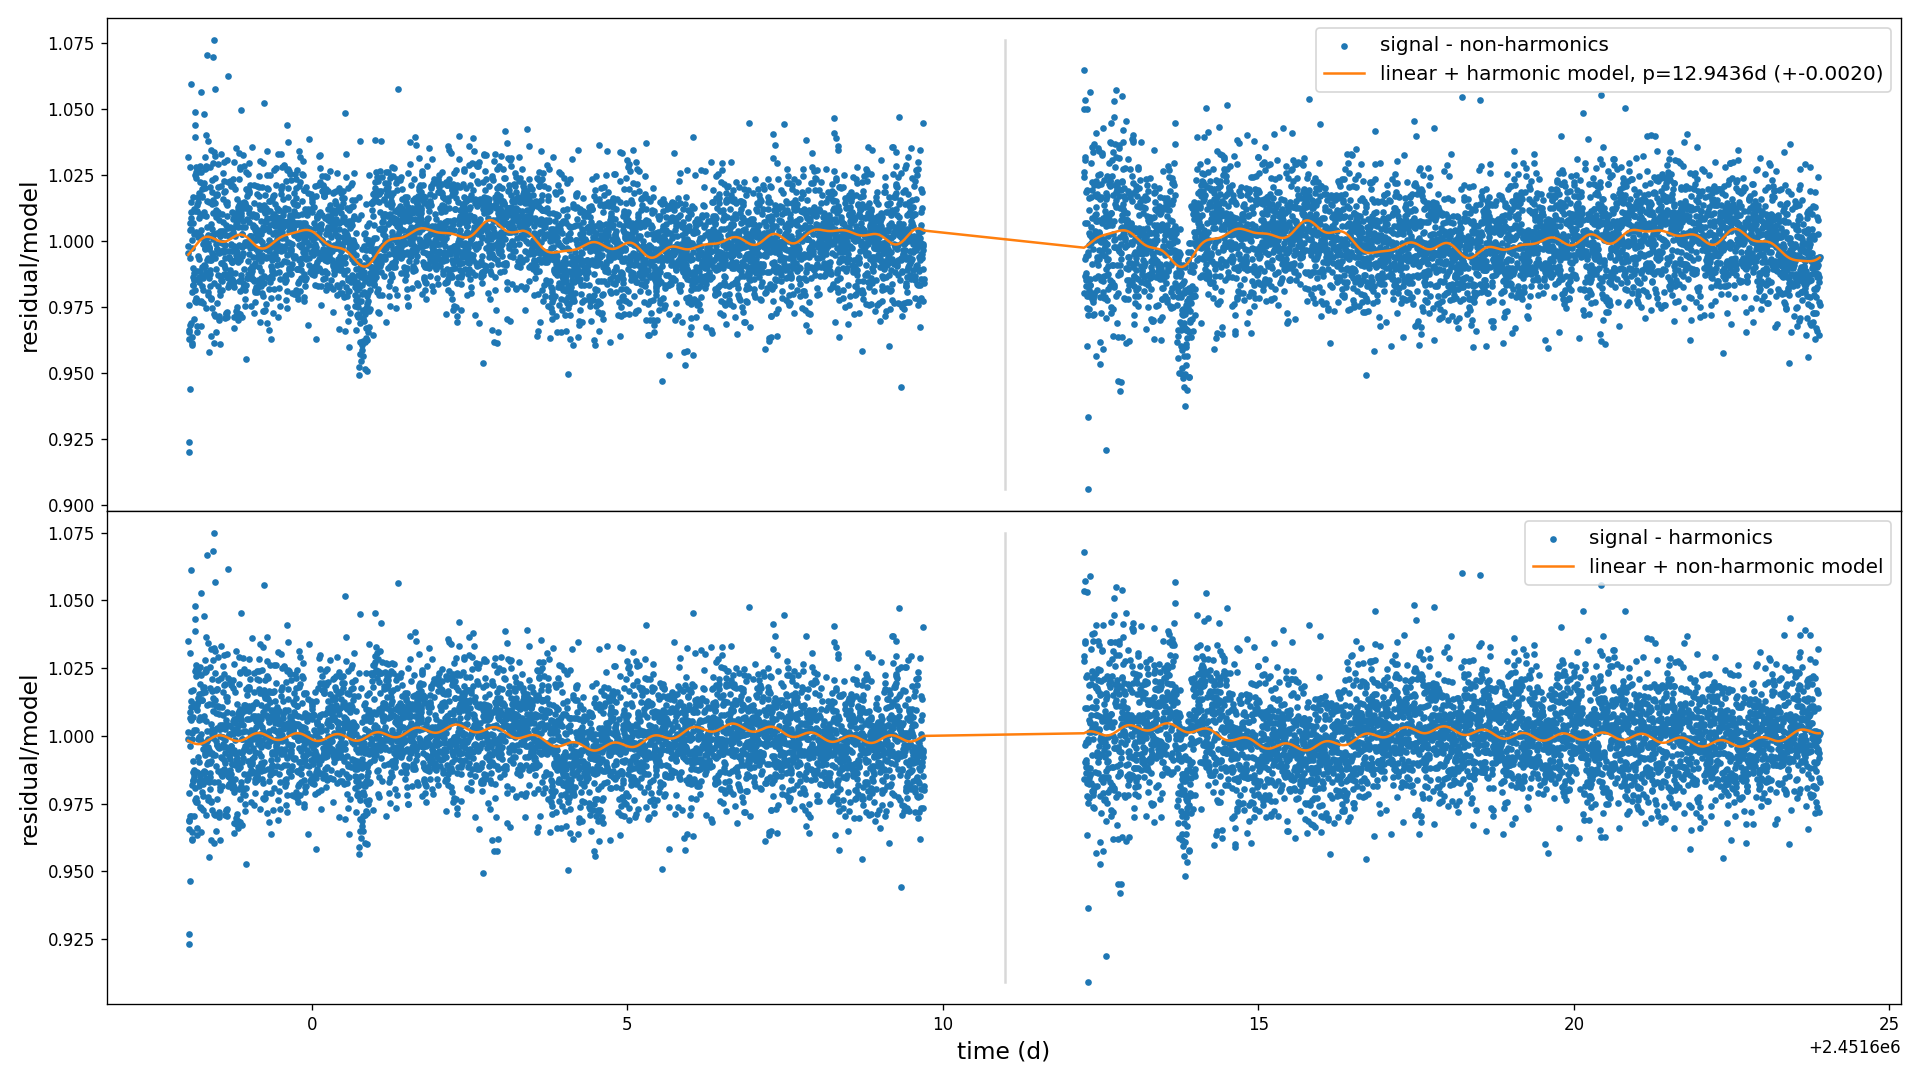 signal - non-harmonics
linear + harmonic model, p=12.9436d (+-0.0020)
1.075
1.050
1.025
1.000
0.975
0.950
0.925
0.900
residual/model
signal - harmonics
linear + non-harmonic model
1.075
1.050
1.025
1.000
0.975
0.950
0.925
residual/model
0
5
10
15
20
25
time (d)
+2.4516e6